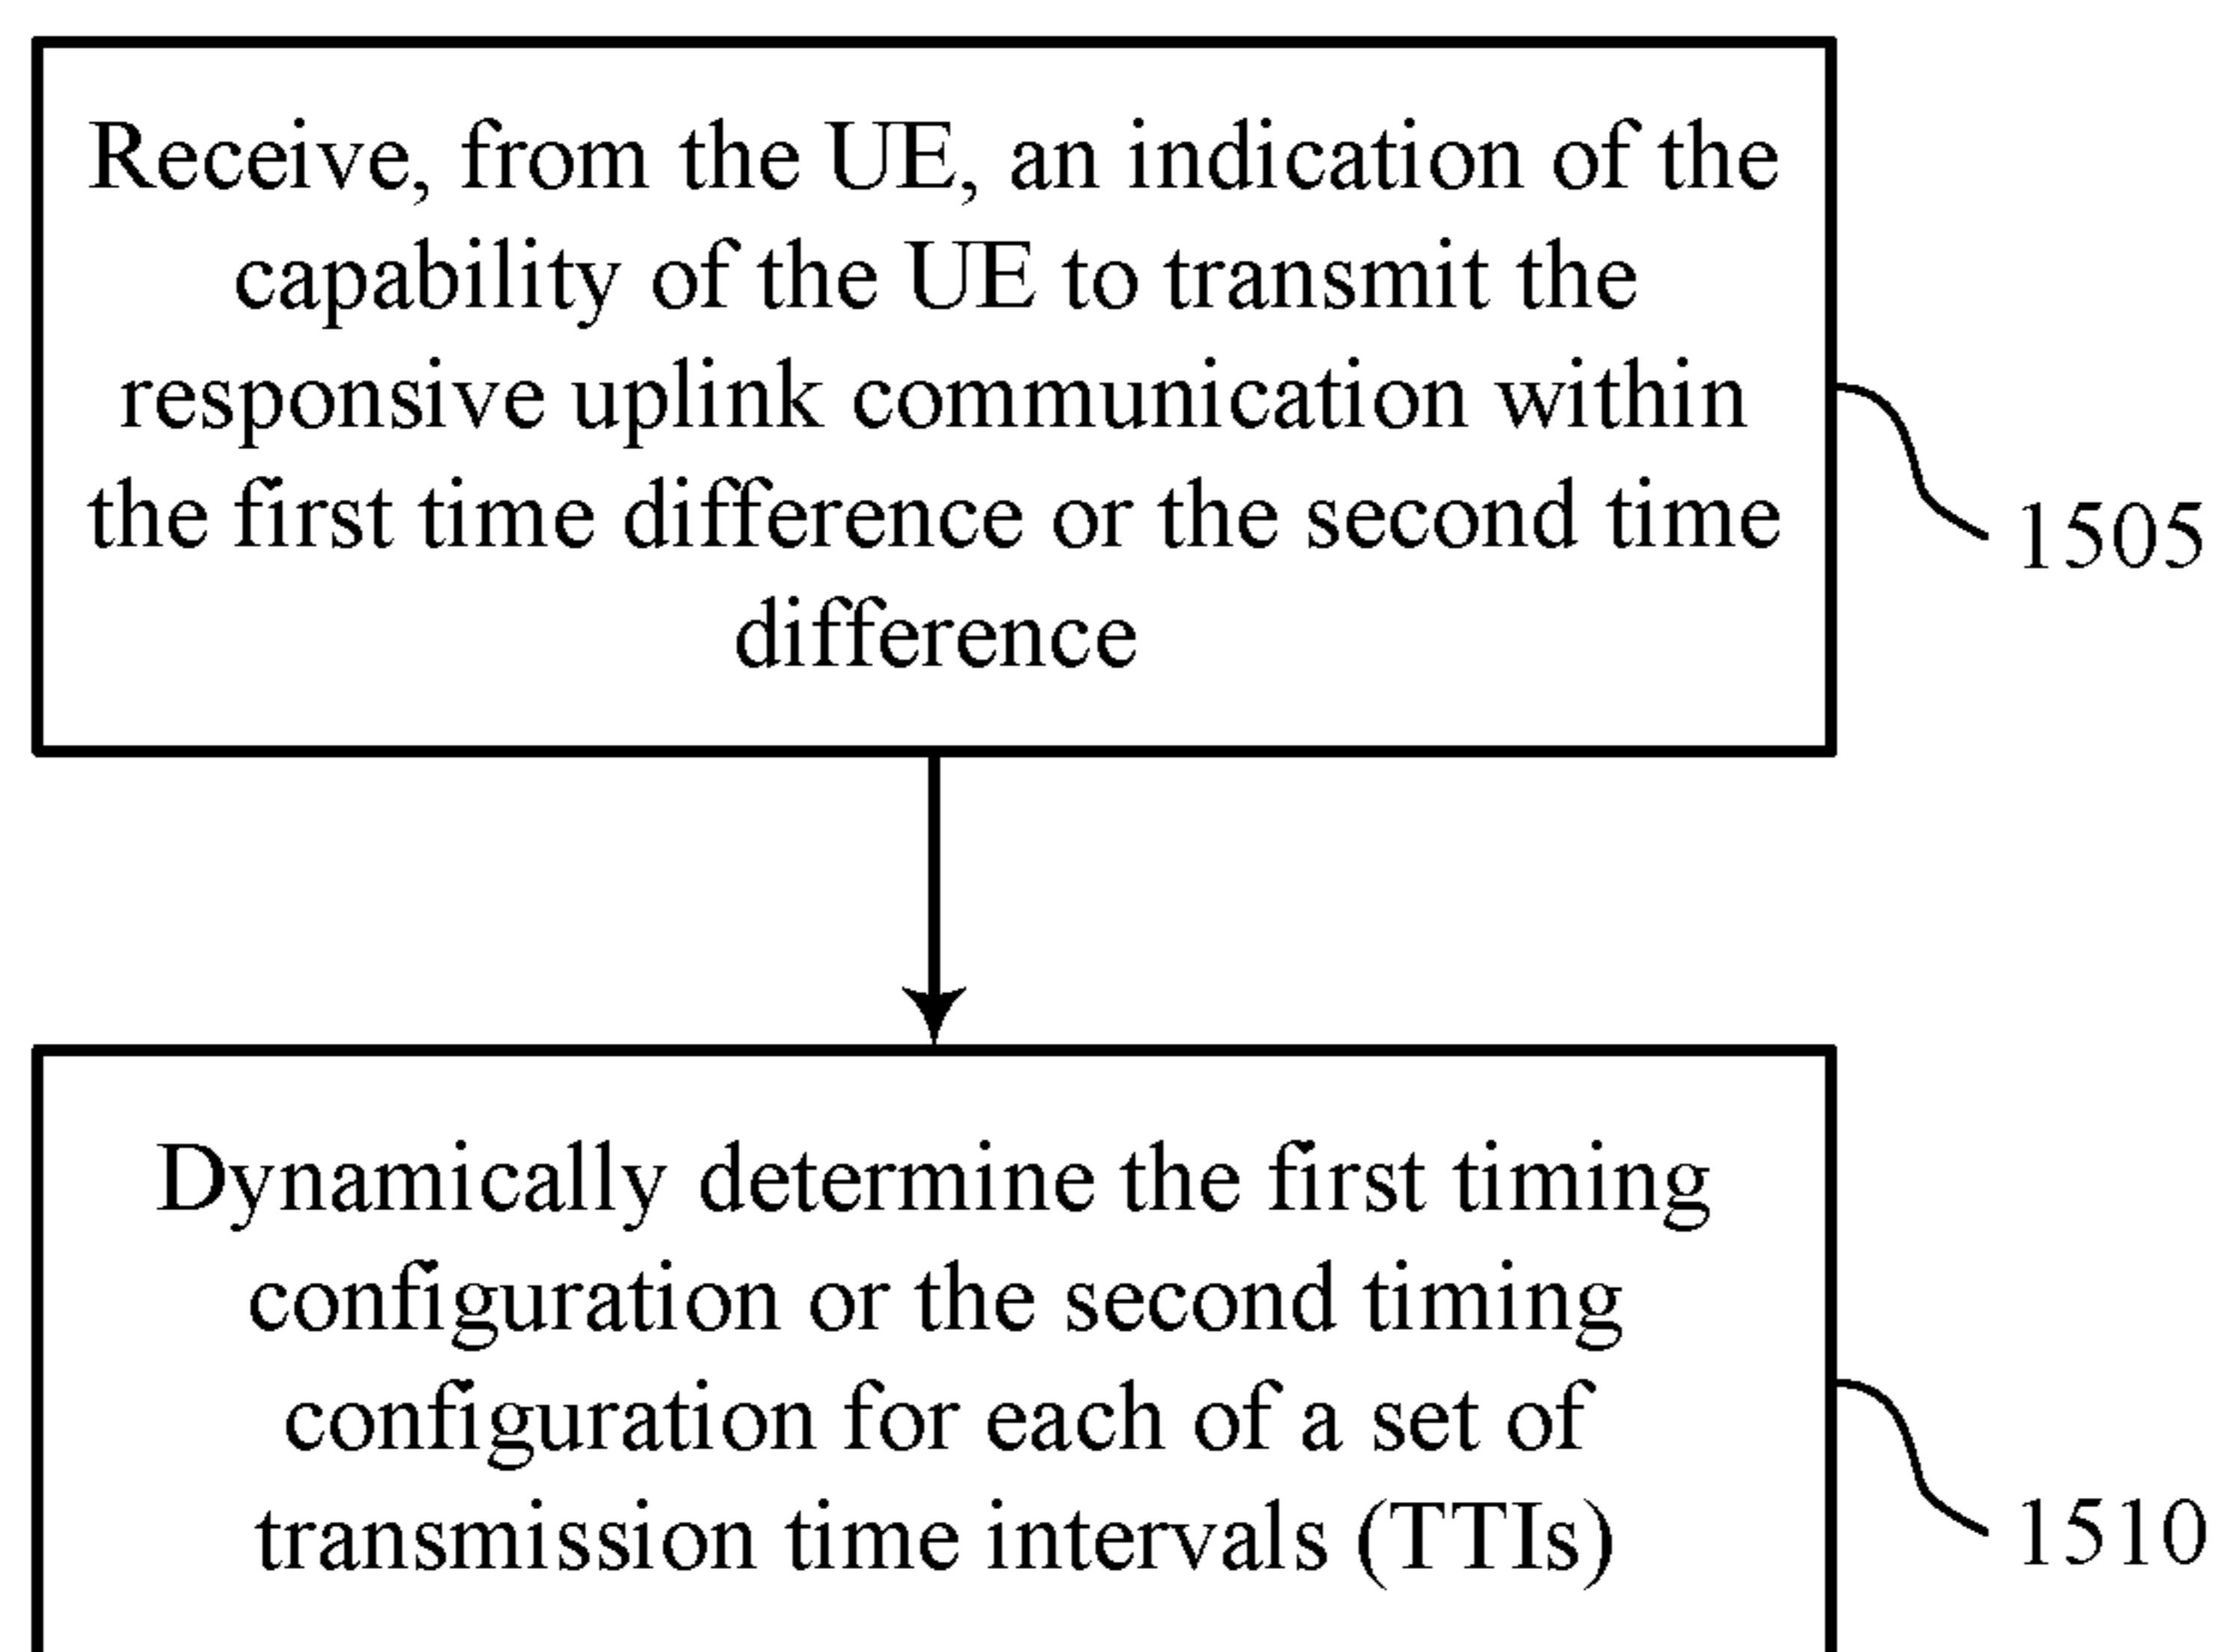 Receive, from the UE, an indication of the
capability of the UE to transmit the
responsive uplink communication within
the first time difference or the second time
difference
1505
Dynamically determine the first timing
configuration or the second timing
configuration for each of a set of
transmission time intervals (TTIs)
1510